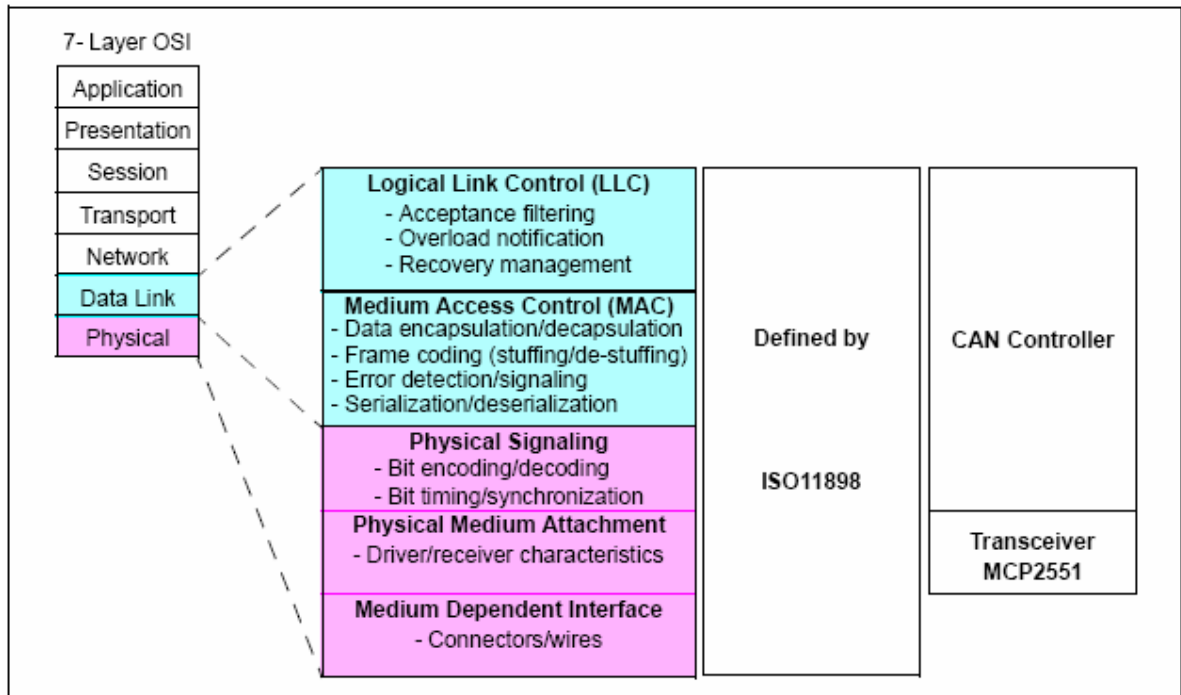 7- Layer OSI
Application
Presentation
Session
Transport
Network
Data Link
Physical
Logical Link Control (LLC)
- Acceptance filtering
- Overload notification
- Recovery management
Medium Access Control (MAC)
- Data encapsulation/decapsulation
- Frame coding (stuffing/de-stuffing)
- Error detection/signaling
- Serialization/deserialization
Physical Signaling
- Bit encoding/decoding
- Bit timing/synchronization
Physical Medium Attachment
- Driver/receiver characteristics
Medium Dependent Interface
- Connectors/wires
Defined by
ISO11898
CAN Controller
Transceiver
MCP2551